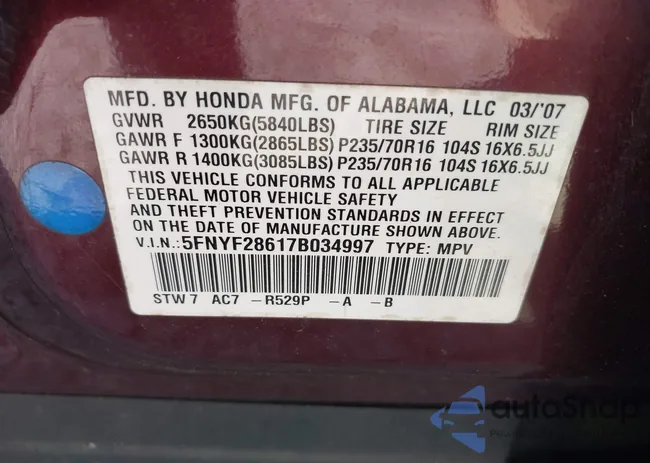 MFD. BY HONDA MFG. OF ALABAMA, LLC 03/'07
GVWR 2650KG(5840LBS) TIRE SIZE RIM SIZE
GAWR F 1300KG(2865LBS) P235/70R16 104S 16X6.5JJ
GAWR R 1400KG(3085LBS) P235/70R16 104S 16X6.5JJ
THIS VEHICLE CONFORMS TO ALL APPLICABLE
FEDERAL MOTOR VEHICLE SAFETY
AND THEFT PREVENTION STANDARDS IN EFFECT
ON THE DATE OF MANUFACTURE SHOWN ABOVE.
V.I.N.: 5FNYF28617B034997 TYPE: MPV
STW7 AC7 -R529P -A -B
autoSnap